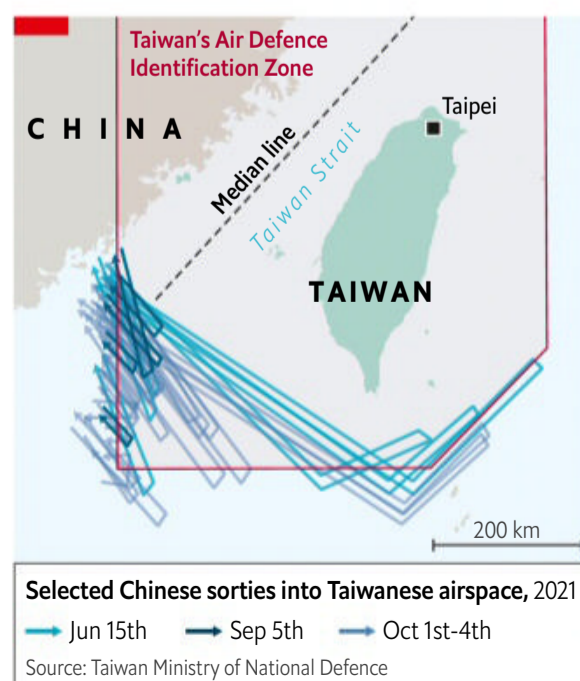 Taiwan's Air Defence
Identification Zone
CHINA
Taipei
Median line
Taiwan Strait
TAIWAN
200 km
Selected Chinese sorties into Taiwanese airspace, 2021
Jun 15th Sep 5th Oct 1st-4th
Source: Taiwan Ministry of National Defence